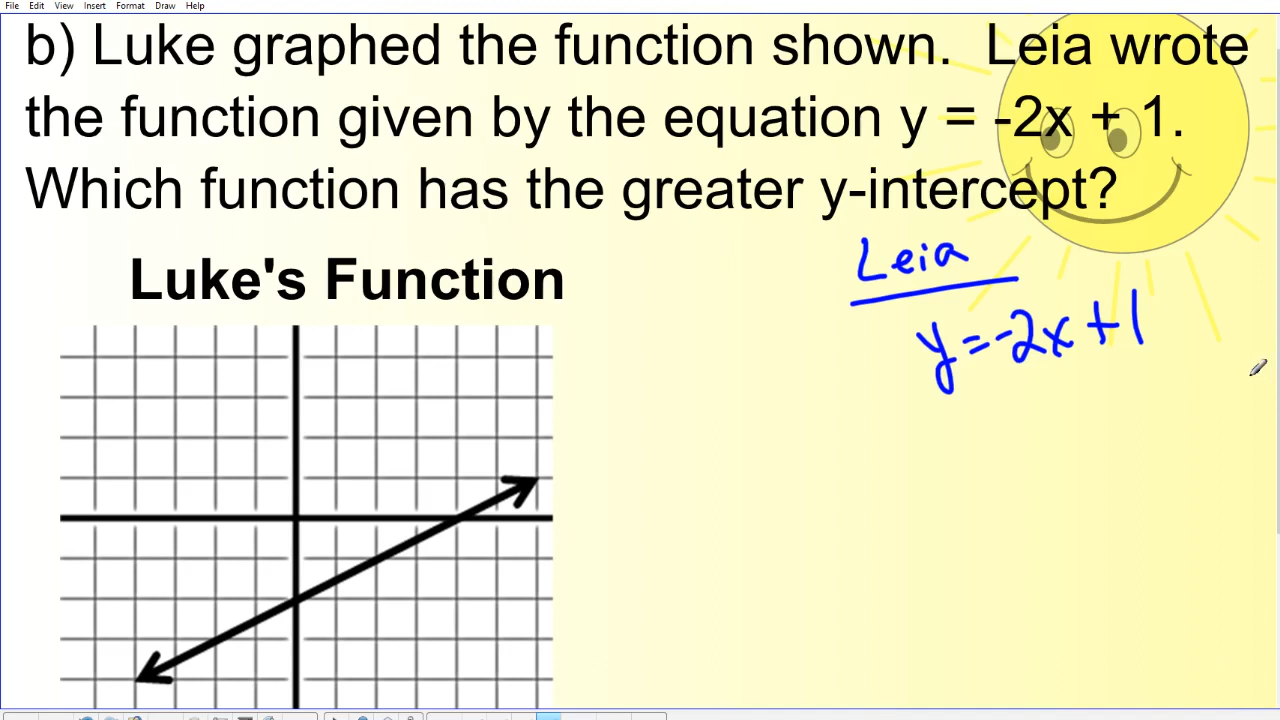 File Edit View Insert Format Draw Help
b) Luke graphed the function shown. Leia wrote
the function given by the equation y = -2x + 1.
Which function has the greater y-intercept?
Luke's Function
Leia
y=-2x+1